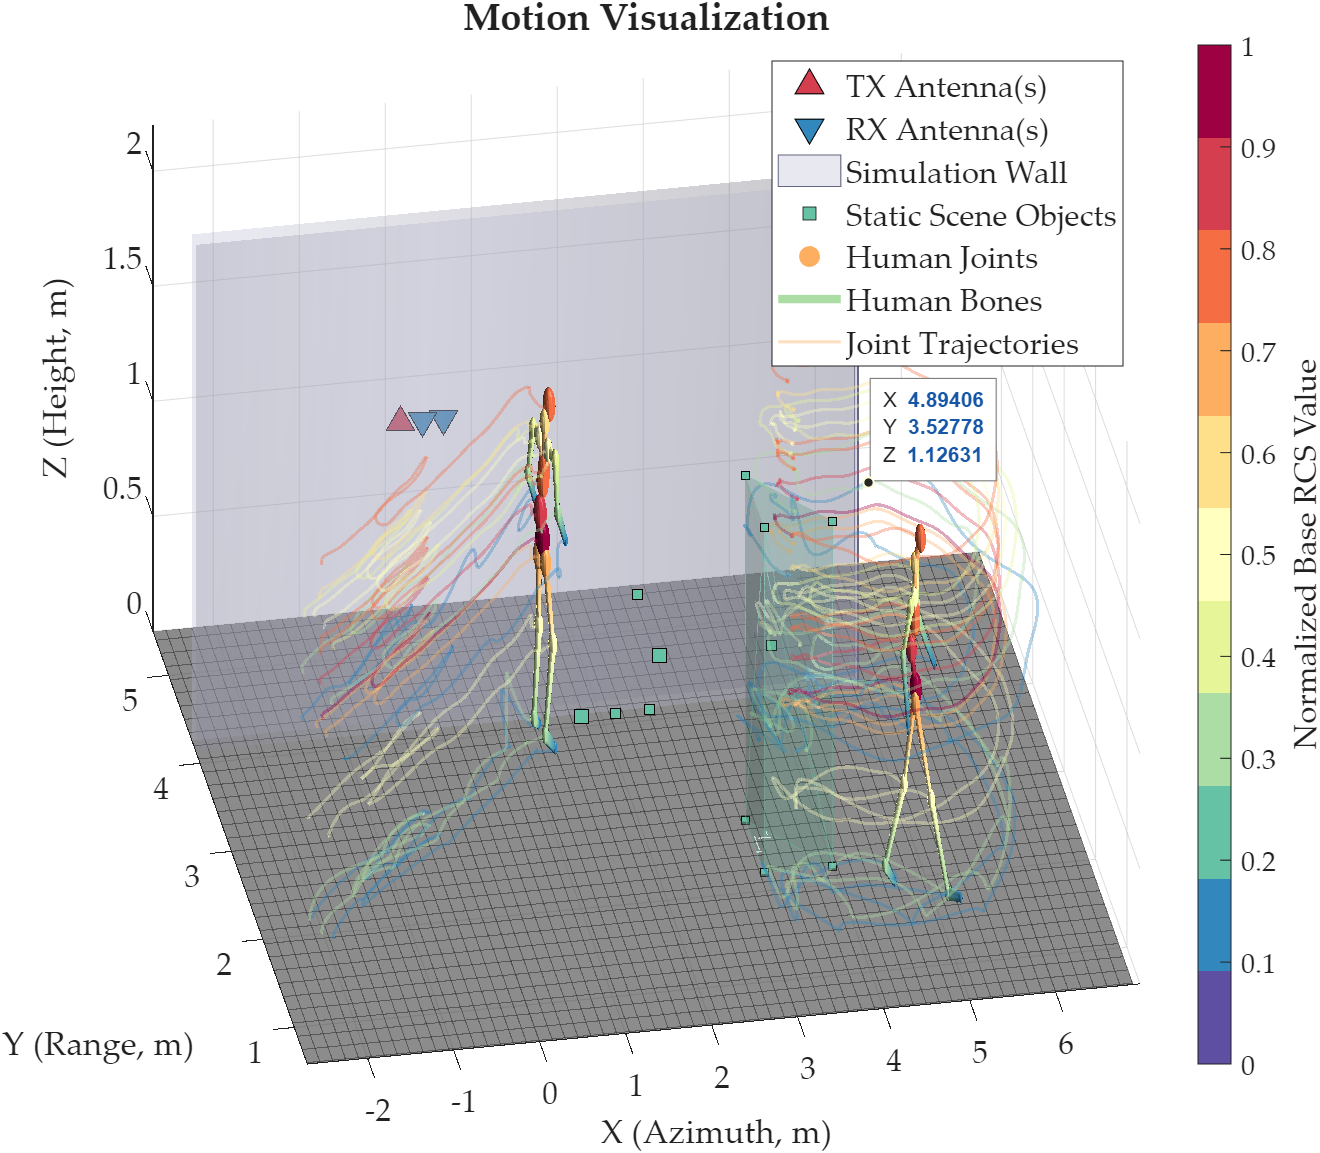 Motion Visualization
TX Antenna(s)
RX Antenna(s)
Simulation Wall
Static Scene Objects
Human Joints
Human Bones
Joint Trajectories
X 4.89406
Y 3.52778
Z 1.12631
Z (Height, m)
2
1.5
1
0.5
0
Y (Range, m)
5
4
3
2
1
X (Azimuth, m)
-2
-1
0
1
2
3
4
5
6
Normalized Base RCS Value
1
0.9
0.8
0.7
0.6
0.5
0.4
0.3
0.2
0.1
0